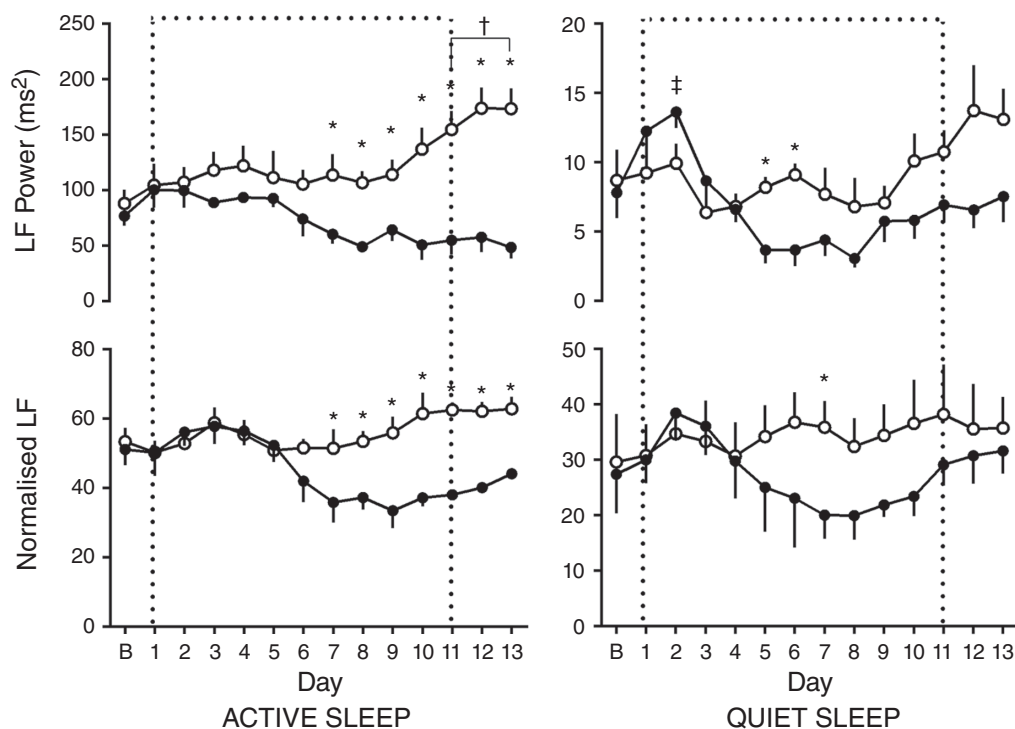 LF Power (ms²)
250
200
150
100
50
0
†
* * * * * * *
20
15
10
5
0
‡
* *
Normalised LF
80
60
40
20
0
* * * * * * *
B 1 2 3 4 5 6 7 8 9 10 11 12 13
Day
ACTIVE SLEEP
50
40
30
20
10
0
*
B 1 2 3 4 5 6 7 8 9 10 11 12 13
Day
QUIET SLEEP